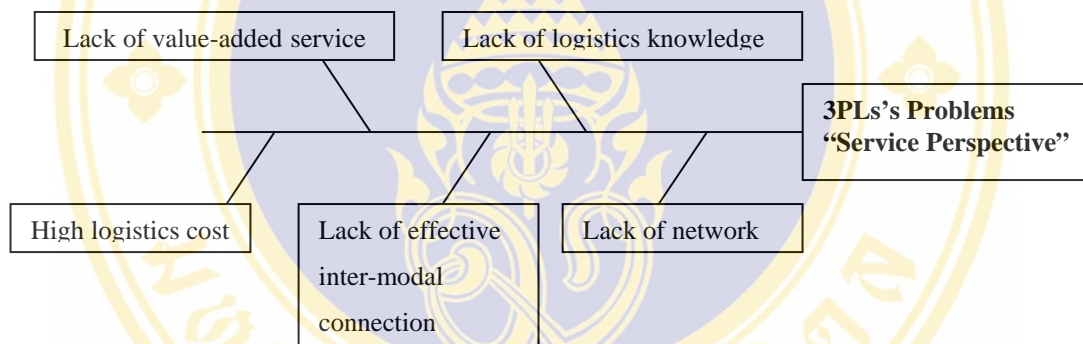 Lack of value-added service
Lack of logistics knowledge
3PLs's Problems
“Service Perspective”
High logistics cost
Lack of effective
inter-modal
connection
Lack of network